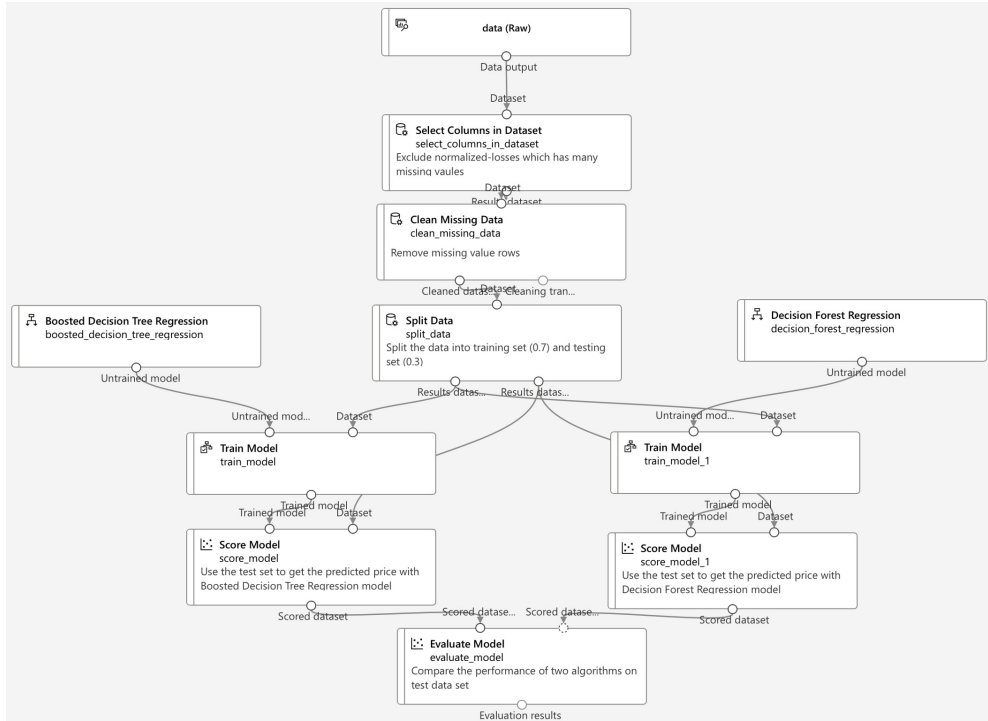 data (Raw)
Data output
Dataset
Select Columns in Dataset
select_columns_in_dataset
Exclude normalized-losses which has many
missing vaules
Dataset
Results dataset
Clean Missing Data
clean_missing_data
Remove missing value rows
Dataset
Cleaned datas...
Cleaning tran...
Boosted Decision Tree Regression
boosted_decision_tree_regression
Untrained model
Split Data
split_data
Split the data into training set (0.7) and testing
set (0.3)
Results datas...
Results datas...
Decision Forest Regression
decision_forest_regression
Untrained model
Untrained mod...
Dataset
Untrained mod...
Dataset
Train Model
train_model
Trained model
Train Model
train_model_1
Trained model
Trained model
Dataset
Trained model
Dataset
Score Model
score_model
Use the test set to get the predicted price with
Boosted Decision Tree Regression model
Scored dataset
Score Model
score_model_1
Use the test set to get the predicted price with
Decision Forest Regression model
Scored dataset
Scored datase...
Scored datase...
Evaluate Model
evaluate_model
Compare the performance of two algorithms on
test data set
Evaluation results